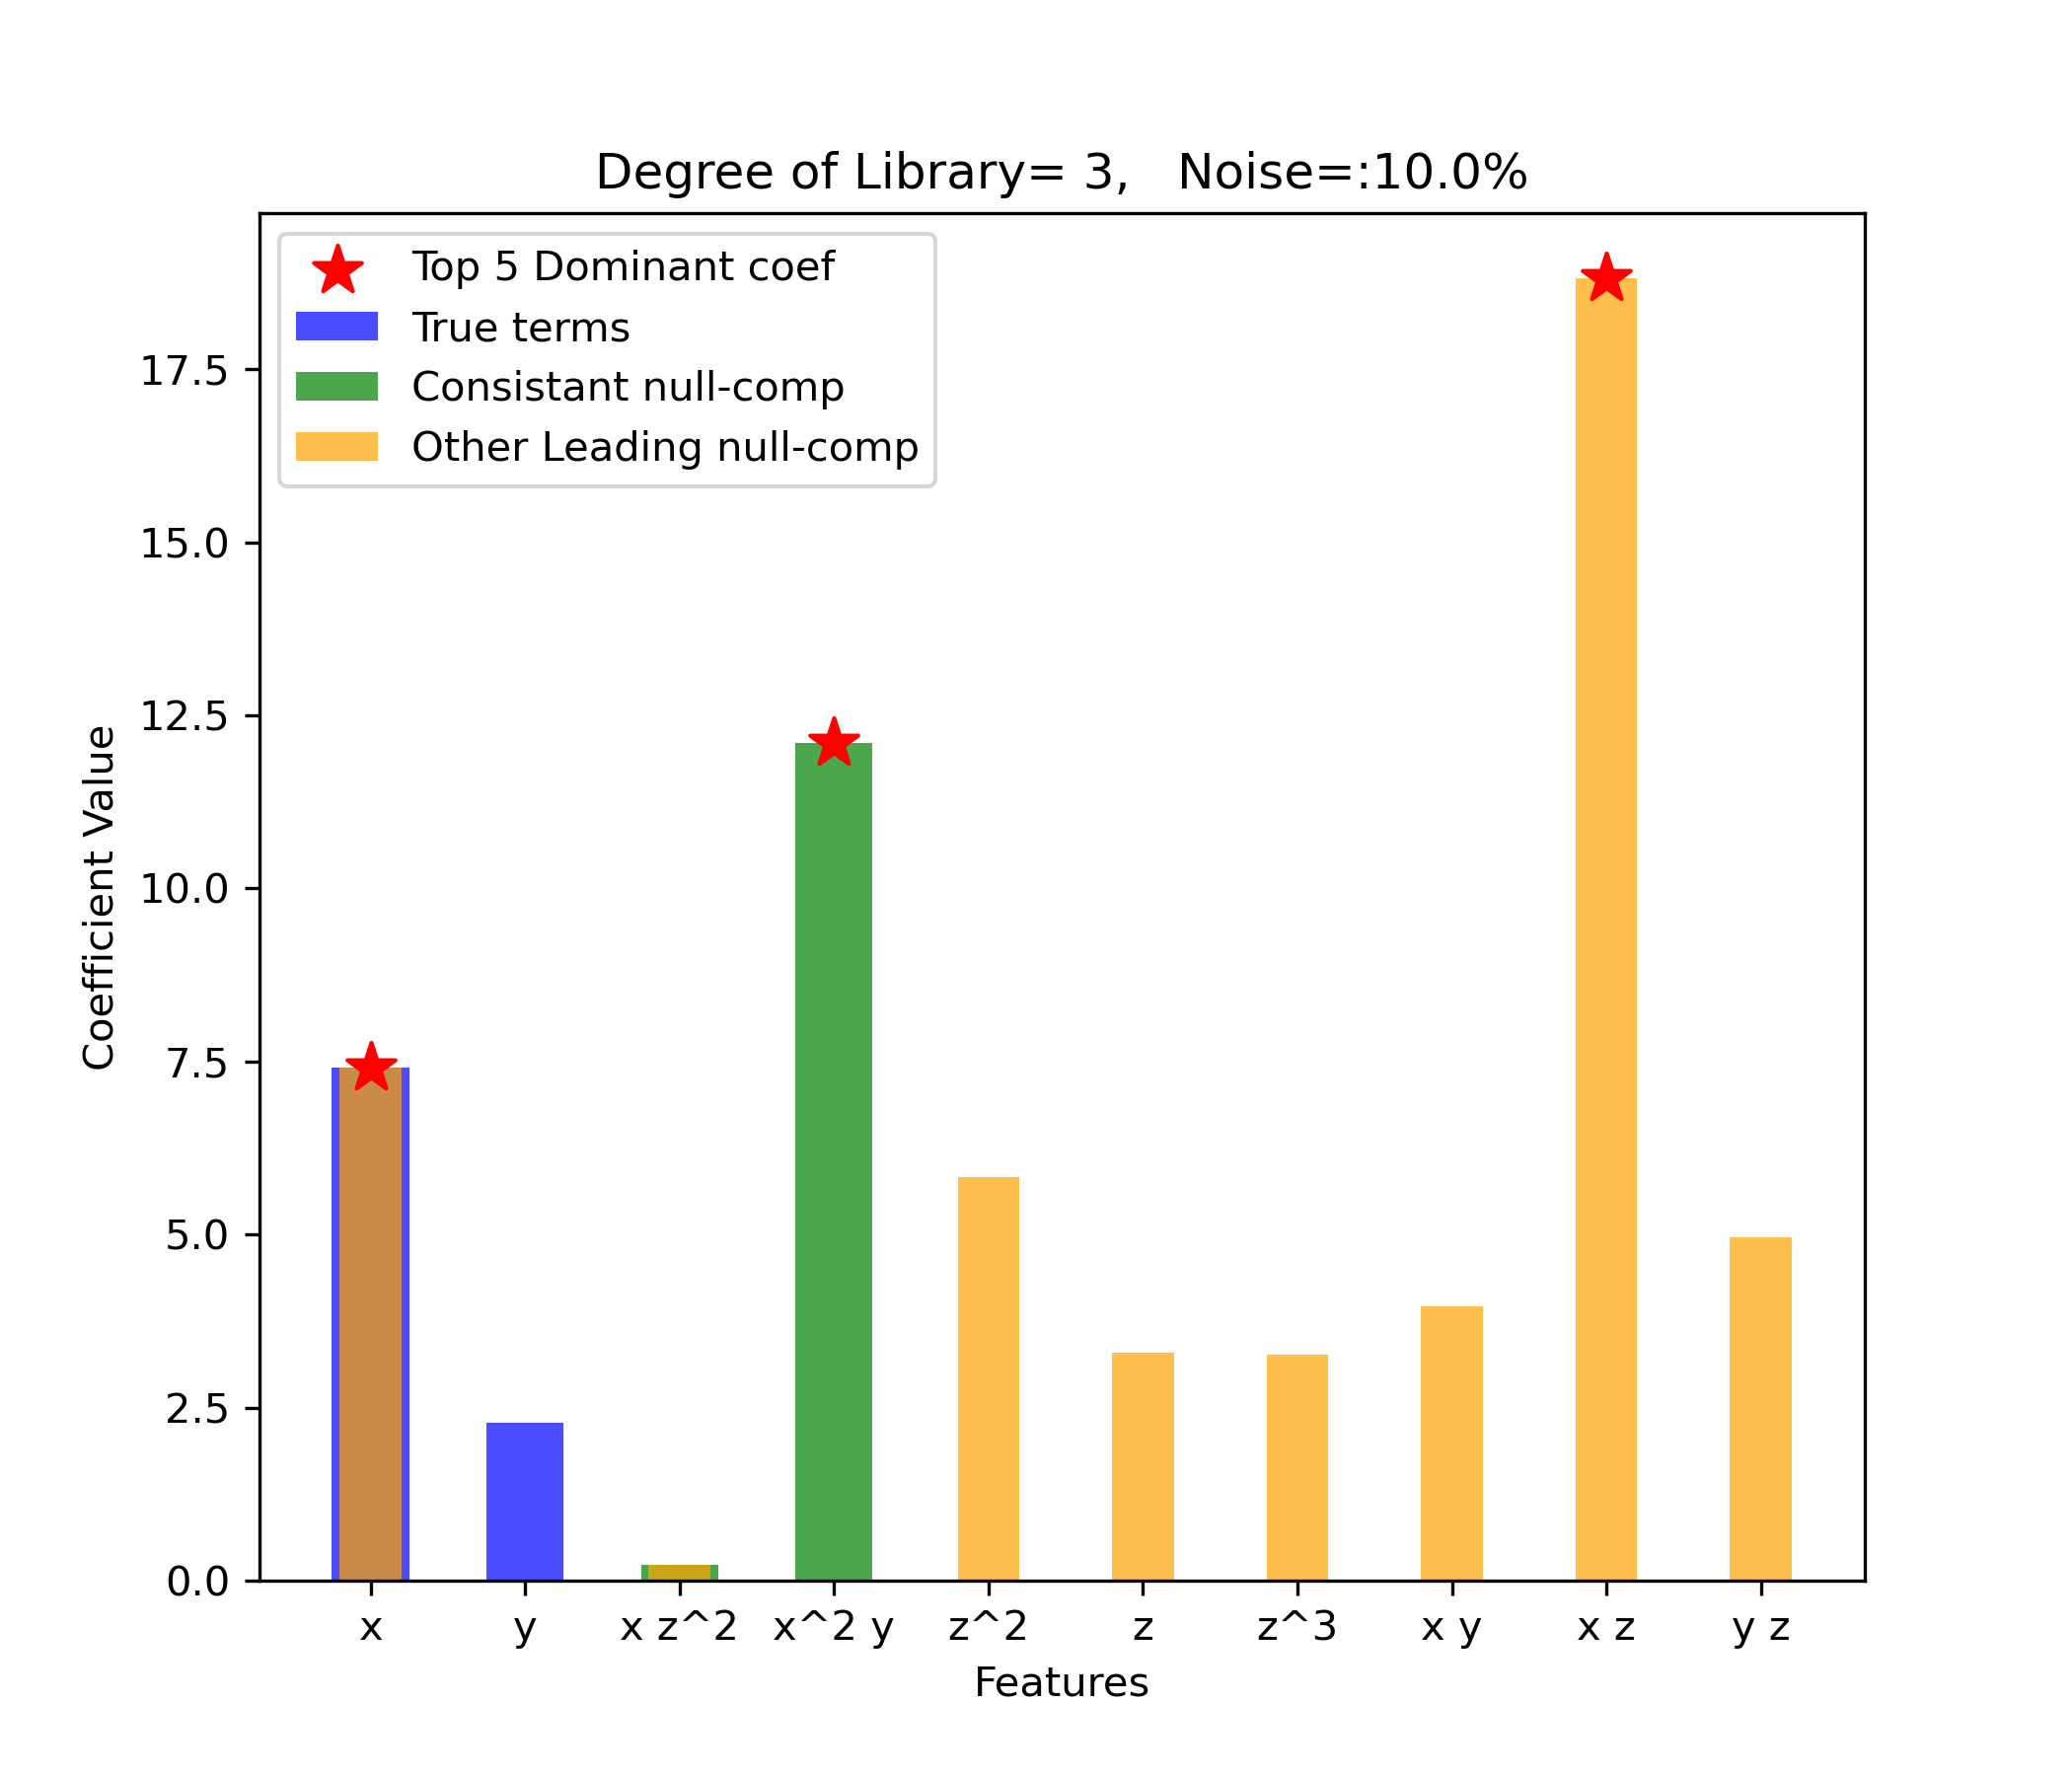 Degree of Library= 3,   Noise=:10.0%
Top 5 Dominant coef
True terms
Consistant null-comp
Other Leading null-comp
Coefficient Value
17.5
15.0
12.5
10.0
7.5
5.0
2.5
0.0
x y x z^2 x^2 y z^2 z z^3 x y x z y z
Features